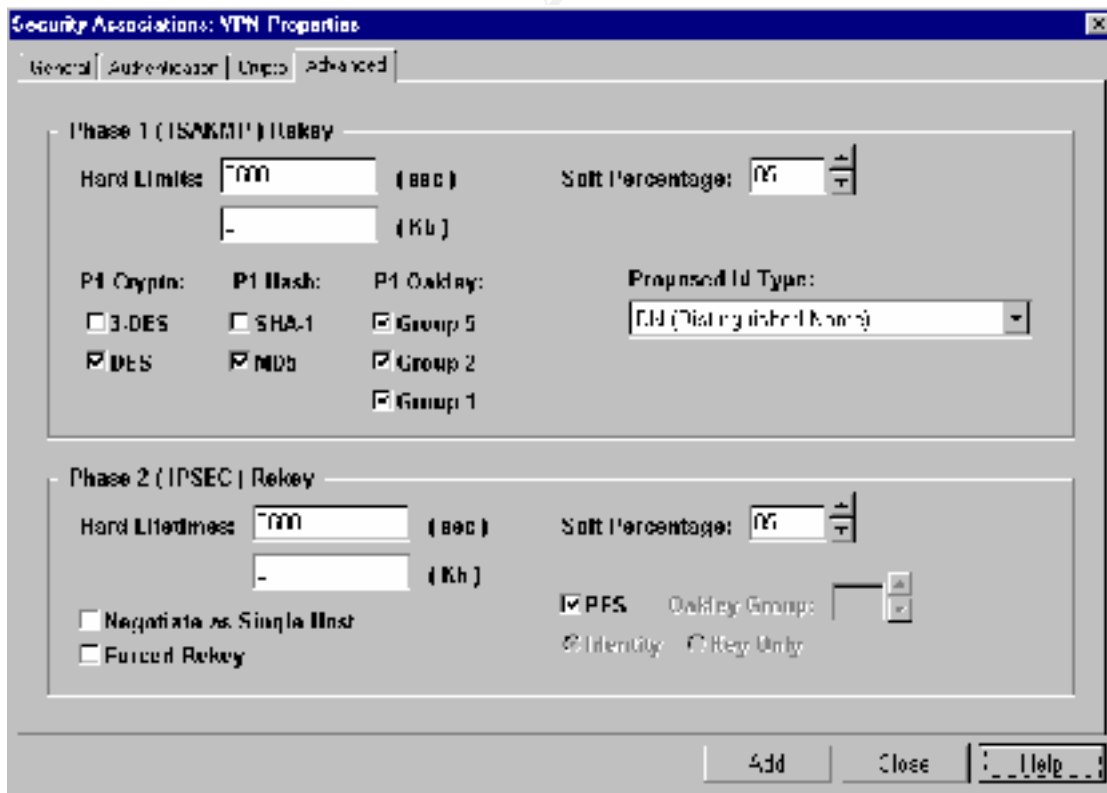 Security Associations: VPN Properties
General Authentication Crypto Advanced
Phase 1 ( ISAKMP ) Rekey
Hard Limits: ( sec ) Soft Percentage:
( Kb )
P1 Crypto: P1 Hash: P1 Oakley: Proposed Id Type:
3-DES SHA-1 Group 5 DN (Distinguished Name)
DES MD5 Group 2
Group 1
Phase 2 ( IPSEC ) Rekey
Hard Lifetimes: ( sec ) Soft Percentage:
( Kb )
PFS Oakley Group:
Negotiate as Single Host
Identity Key Only
Forced Rekey
Add Close Help